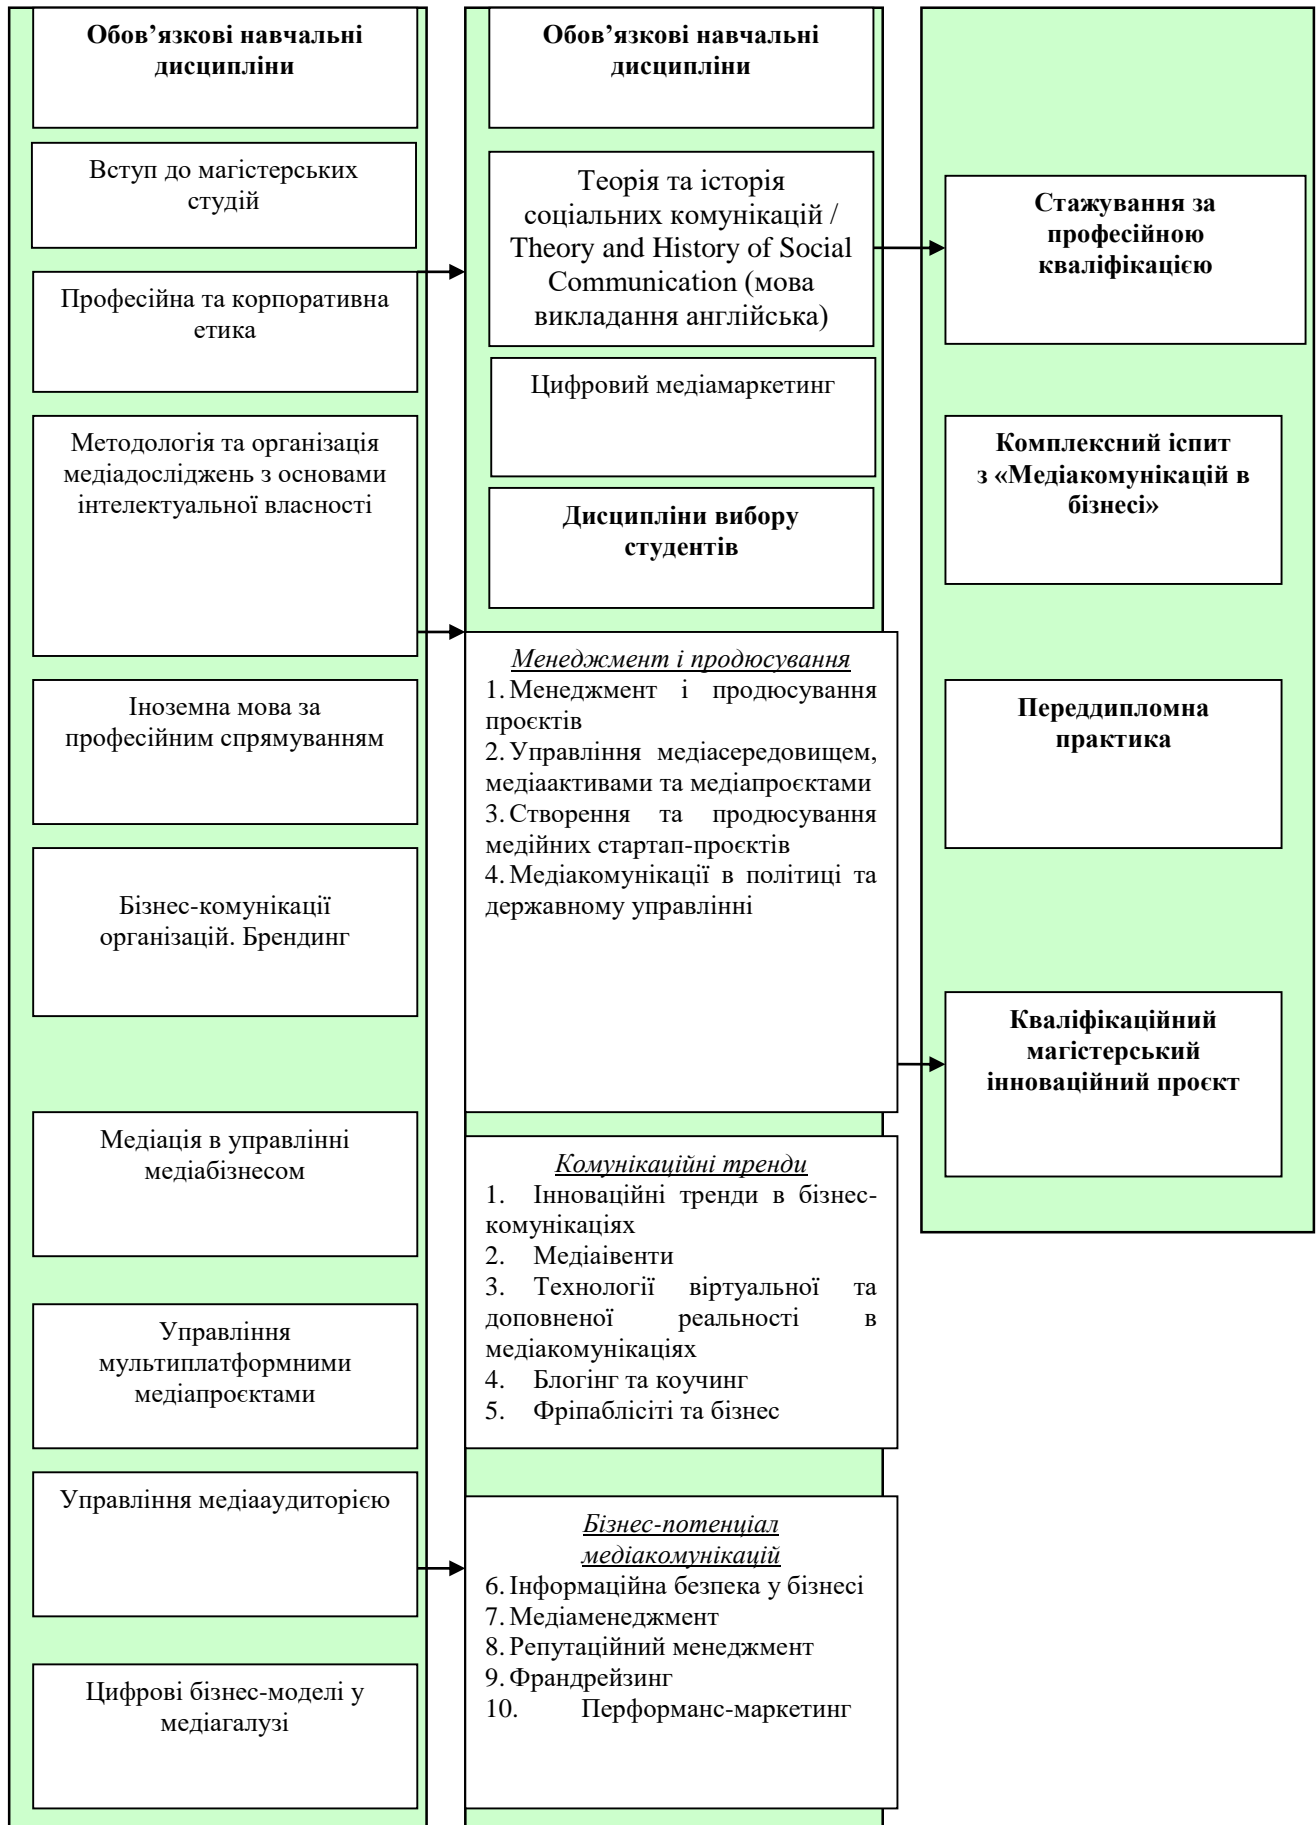 Обов’язкові навчальні
дисципліни
Вступ до магістерських
студій
Професійна та корпоративна
етика
Методологія та організація
медіадосліджень з основами
інтелектуальної власності
Іноземна мова за
професійним спрямуванням
Бізнес-комунікації
організацій. Брендинг
Медіація в управлінні
медіабізнесом
Управління
мультиплатформними
медіапроєктами
Управління медіааудиторією
Цифрові бізнес-моделі у
медіагалузі
Обов’язкові навчальні
дисципліни
Теорія та історія
соціальних комунікацій /
Theory and History of Social
Communication (мова
викладання англійська)
Цифровий медіамаркетинг
Дисципліни вибору
студентів
Менеджмент і продюсування
1. Менеджмент і продюсування
проєктів
2. Управління медіасередовищем,
медіаактивами та медіапроєктами
3. Створення та продюсування
медійних стартап-проєктів
4. Медіакомунікації в політиці та
державному управлінні
Комунікаційні тренди
1. Інноваційні тренди в бізнес-
комунікаціях
2. Медіаівенти
3. Технології віртуальної та
доповненої реальності в
медіакомунікаціях
4. Блогінг та коучинг
5. Фріпаблісіті та бізнес
Бізнес-потенціал
медіакомунікацій
6. Інформаційна безпека у бізнесі
7. Медіаменеджмент
8. Репутаційний менеджмент
9. Франдрейзинг
10. Перформанс-маркетинг
Стажування за
професійною
кваліфікацією
Комплексний іспит
з «Медіакомунікацій в
бізнесі»
Переддипломна
практика
Кваліфікаційний
магістерський
інноваційний проєкт